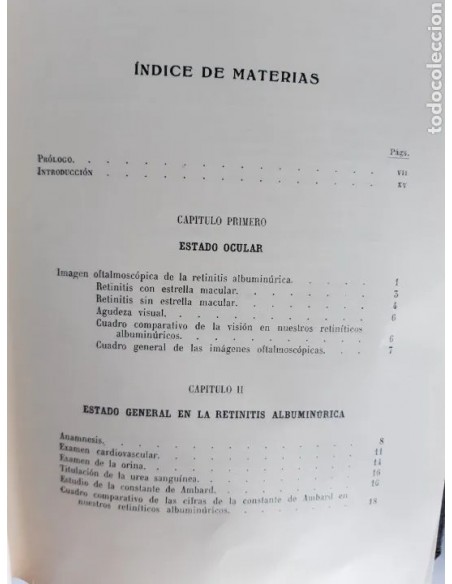 ÍNDICE DE MATERIAS
Págs.
PRÓLOGO. . . . . . . . . . . . . VII
INTRODUCCIÓN . . . . . . . . . . . XV
CAPITULO PRIMERO
ESTADO OCULAR
Imagen oftalmoscópica de la retinitis albuminúrica. . . . . 1
Retinitis con estrella macular. . . . . . . . 3
Retinitis sin estrella macular. . . . . . . . 4
Agudeza visual. . . . . . . . . . 6
Cuadro comparativo de la visión en nuestros retiníticos
albuminúricos. . . . . . . . . . 6
Cuadro general de las imágenes oftalmoscópicas. . . . 7
CAPITULO II
ESTADO GENERAL EN LA RETINITIS ALBUMINÚRICA
Anamnesis. . . . . . . . . . . 8
Examen cardiovascular. . . . . . . . . 11
Examen de la orina. . . . . . . . . . 14
Titulación de la urea sanguínea. . . . . . . . 16
Estudio de la constante de Ambard. . . . . . . 16
Cuadro comparativo de las cifras de la constante de Ambard en
nuestros retiníticos albuminúricos. . . . . . . 18
todocoleccion